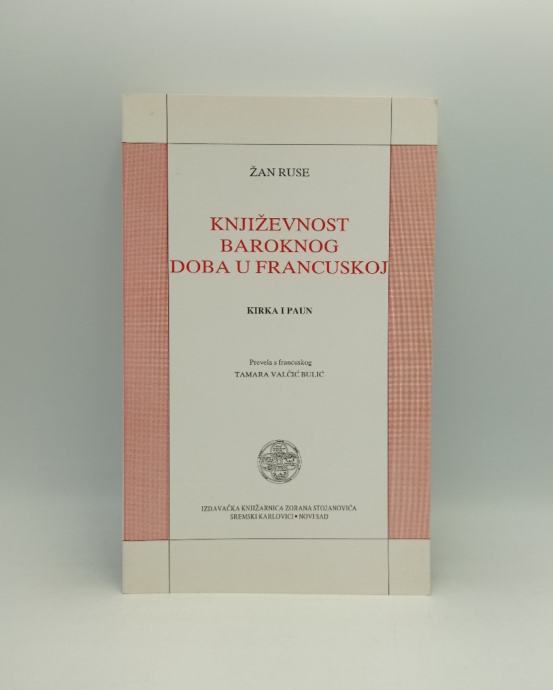 ŽAN RUSE
KNJIŽEVNOST
BAROKNOG
DOBA U FRANCUSKOJ
KIRKA I PAUN
Prevela s francuskog
TAMARA VALČIĆ BULIĆ
IZDAVAČKA KNJIŽARNICA ZORANA STOJANOVIĆA
SREMSKI KARLOVCI • NOVI SAD